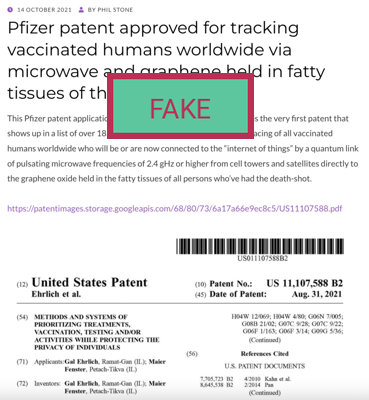 14 OCTOBER 2021 BY PHIL STONE
Pfizer patent approved for tracking
vaccinated humans worldwide via
microwave and graphene held in fatty
tissues of th
FAKE
This Pfizer patent applicatio s the very first patent that
shows up in a list of over 18 acing of all vaccinated
humans worldwide who will be or are now connected to the “internet of things” by a quantum link
of pulsating microwave frequencies of 2.4 gHz or higher from cell towers and satellites directly to
the graphene oxide held in the fatty tissues of all persons who've had the death-shot.
https://patentimages.storage.googleapis.com/68/80/73/6a17a66e9ec8c5/US11107588.pdf
US011107588B2
(12) United States Patent
Ehrlich et al.
(10) Patent No.: US 11,107,588 B2
(45) Date of Patent: Aug. 31, 2021
(54) METHODS AND SYSTEMS OF
PRIORITIZING TREATMENTS,
VACCINATION, TESTING AND/OR
ACTIVITIES WHILE PROTECTING THE
PRIVACY OF INDIVIDUALS
(71) Applicants: Gal Ehrlich, Ramat-Gan (IL); Maier
Fenster, Petach-Tikva (IL)
(72) Inventors: Gal Ehrlich, Ramat-Gan (IL); Maier
Fenster, Petach-Tikva (IL)
H04W 12/069; H04W 4/80; G06N 7/005;
G08B 21/02; G07C 9/28; G07C 9/22;
G06F 1/163; G06F 3/14; G09G 5/36;
(Continued)
(56) References Cited
U.S. PATENT DOCUMENTS
7,705,723 B2 4/2010 Kahn et al.
8,645,538 B2 2/2014 Pan
(Continued)